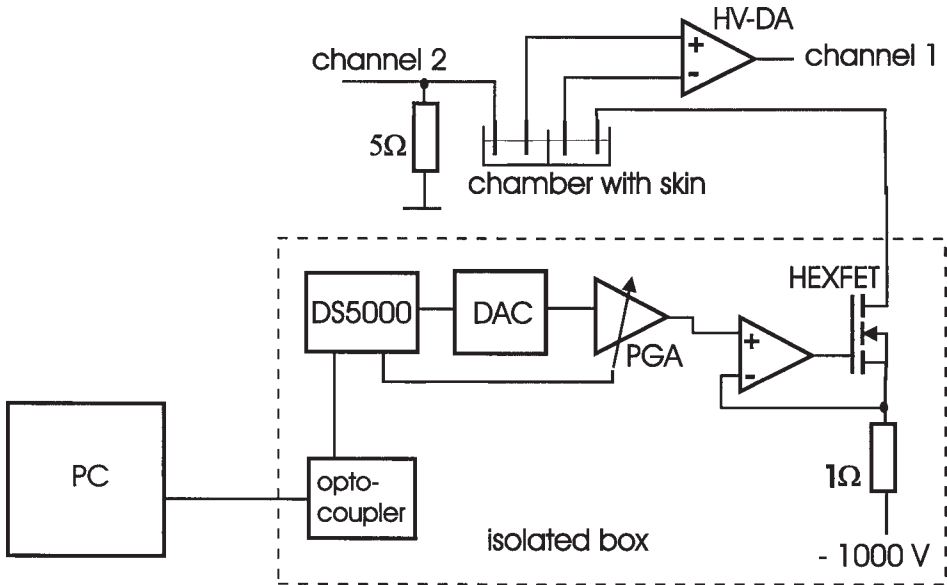 HV-DA
channel 2
+
-
channel 1
5Ω
chamber with skin
HEXFET
DS5000
DAC
PGA
+
-
PC
opto-
coupler
1Ω
isolated box
- 1000 V